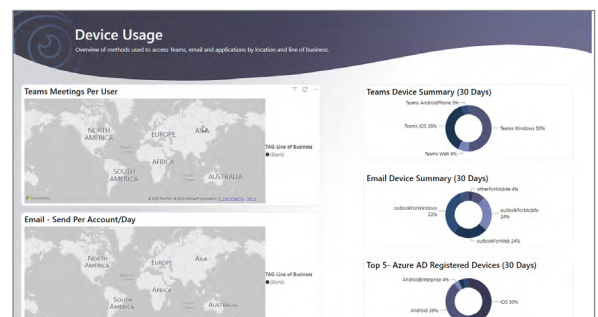 Device Usage
Overview of methods used to access Teams, email and applications by location and line of business.
Teams Meetings Per User
NORTH
AMERICA
EUROPE
ASIA
AFRICA
SOUTH
AMERICA
AUSTRALIA
TAG-Line of Business
(Blank)
Email - Send Per Account/Day
NORTH
AMERICA
EUROPE
ASIA
AFRICA
SOUTH
AMERICA
AUSTRALIA
TAG-Line of Business
(Blank)
Teams Device Summary (30 Days)
Teams AndroidPhone 5%
Teams iOS 36%
Teams Windows 50%
Teams Web 8%
Email Device Summary (30 Days)
otherForMobile 4%
outlookForWindows
33%
outlookForMobile
24%
outlookForWeb 24%
Top 5- Azure AD Registered Devices (30 Days)
AndroidEnterprise 4%
iOS 50%
Android 39%